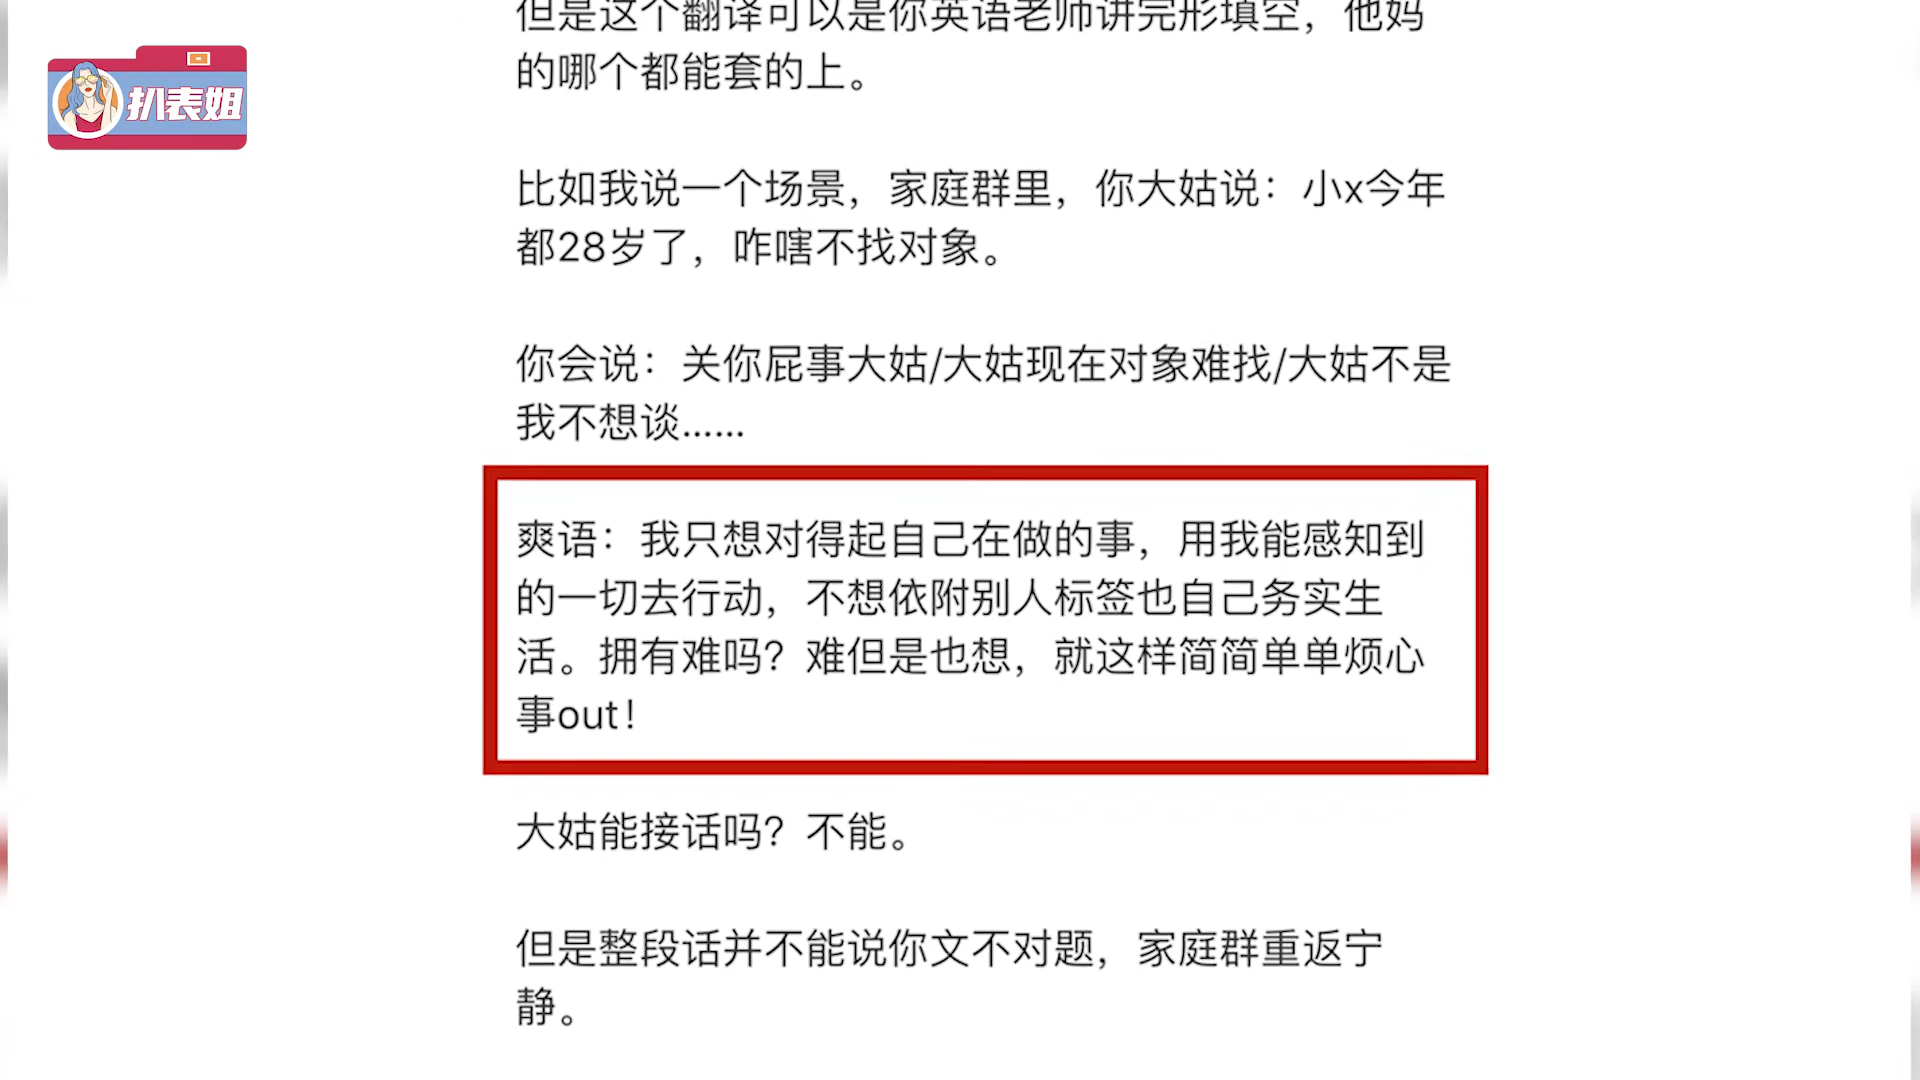 但是这个翻译可以是你英语老师讲完形填空，他妈
的哪个都能套的上。
扒表姐
比如我说一个场景，家庭群里，你大姑说：小x今年
都28岁了，咋瞎不找对象。
你会说：关你屁事大姑/大姑现在对象难找/大姑不是
我不想谈……
爽语：我只想对得起自己在做的事，用我能感知到
的一切去行动，不想依附别人标签也自己务实生
活。拥有难吗？难但是也想，就这样简简单单烦心
事out！
大姑能接话吗？不能。
但是整段话并不能说你文不对题，家庭群重返宁
静。